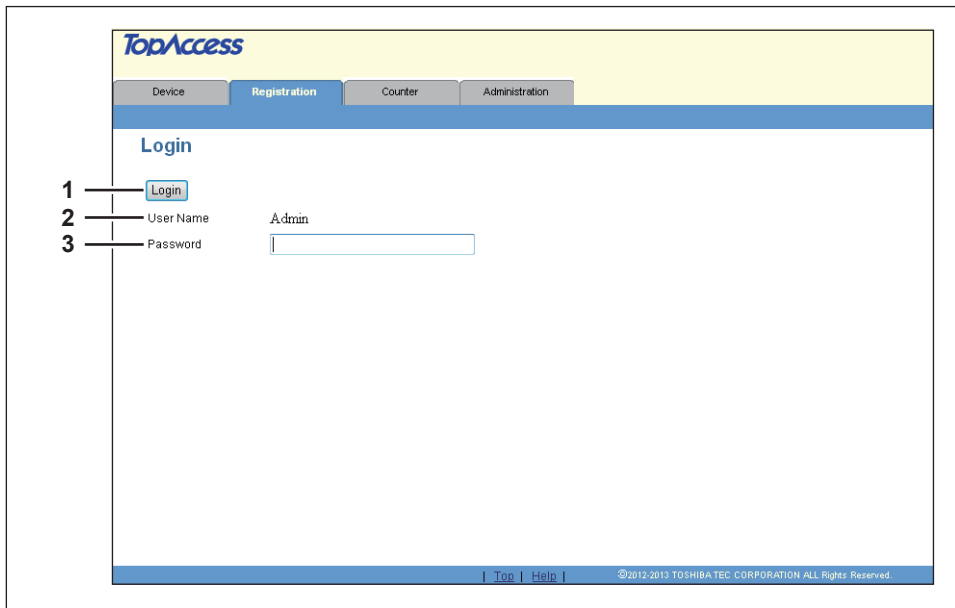 TopAccess
Device Registration Counter Administration
Login
1 Login
2 User Name Admin
3 Password
| Top | Help | ©2012-2013 TOSHIBA TEC CORPORATION ALL Rights Reserved.